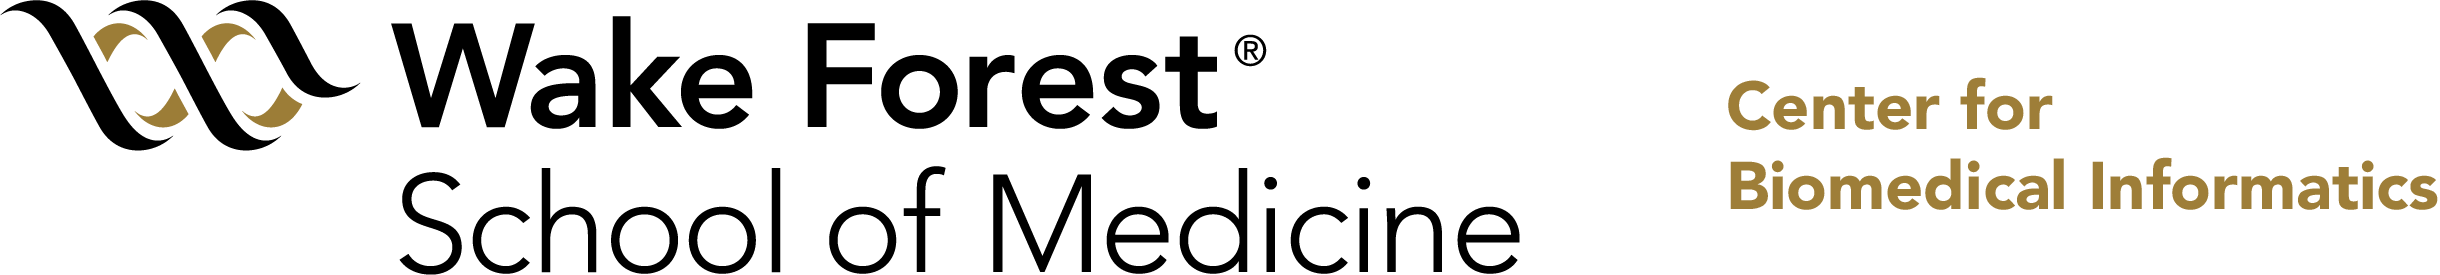 Wake Forest®
School of Medicine
Center for
Biomedical Informatics